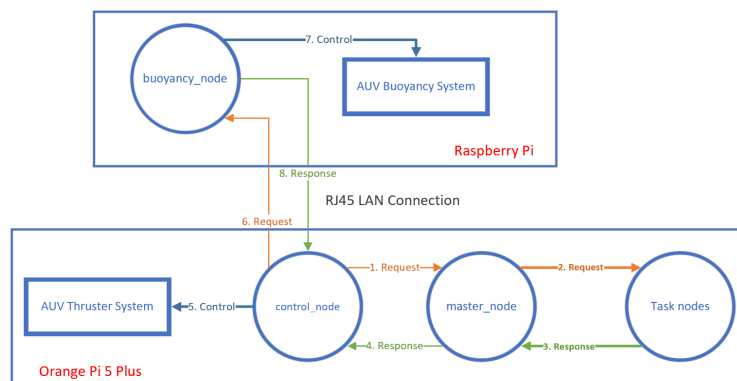 7. Control
buoyancy_node
AUV Buoyancy System
Raspberry Pi
8. Response
RJ45 LAN Connection
6. Request
1. Request
2. Request
AUV Thruster System
5. Control
control_node
master_node
Task nodes
4. Response
3. Response
Orange Pi 5 Plus